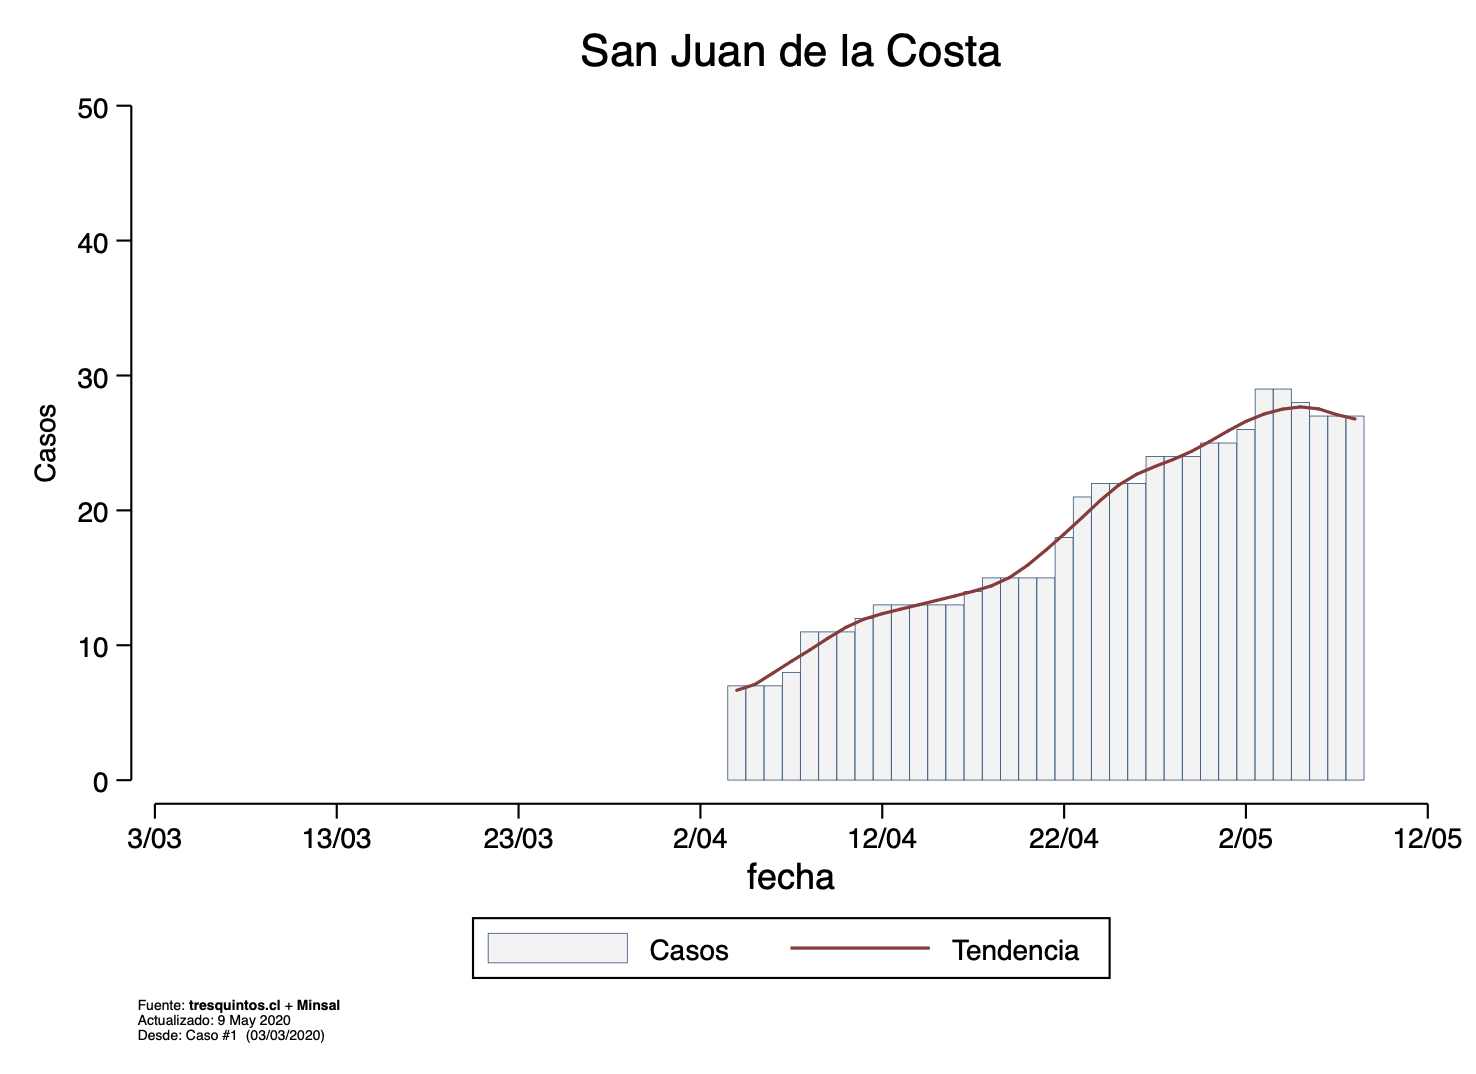 San Juan de la Costa
50
40
30
20
10
0
Casos
3/03 13/03 23/03 2/04 12/04 22/04 2/05 12/05
fecha
Casos Tendencia
Fuente: tresquintos.cl + Minsal
Actualizado: 9 May 2020
Desde: Caso #1 (03/03/2020)